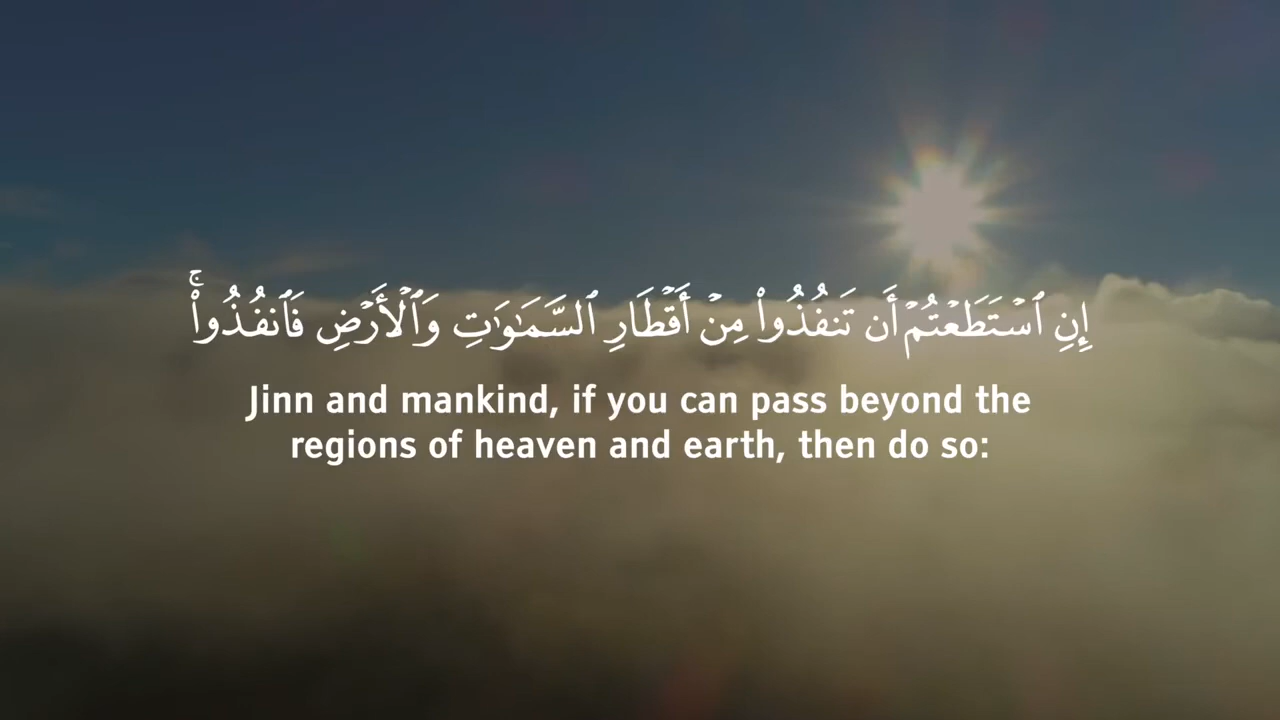 إِنِ ٱسۡتَطَعۡتُمۡ أَن تَنفُذُواْ مِنۡ أَقۡطَارِ ٱلسَّمَٰوَٰتِ وَٱلۡأَرۡضِ فَٱنفُذُواْۚ
Jinn and mankind, if you can pass beyond the
regions of heaven and earth, then do so: